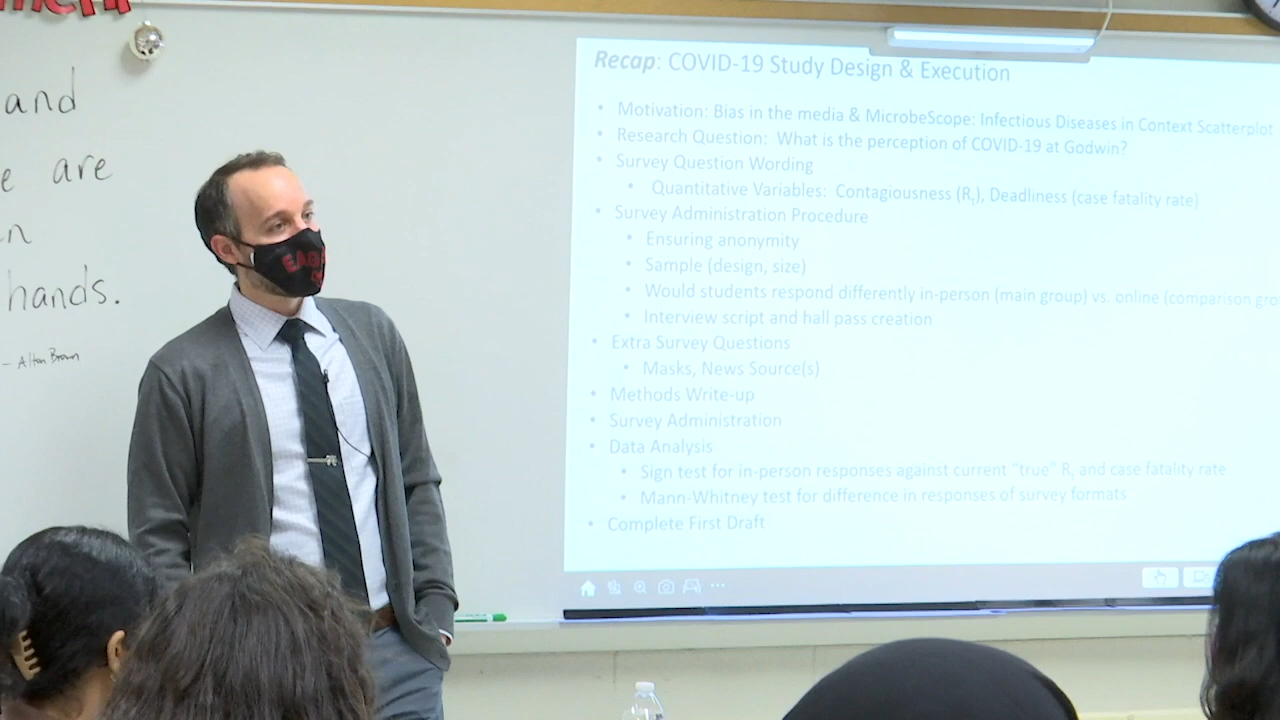 and
e are
n
hands.
– Alton Brown
Recap: COVID-19 Study Design & Execution
• Motivation: Bias in the media & MicrobeScope: Infectious Diseases in Context Scatterplot
• Research Question: What is the perception of COVID-19 at Godwin?
• Survey Question Wording
• Quantitative Variables: Contagiousness (Rt), Deadliness (case fatality rate)
• Survey Administration Procedure
• Ensuring anonymity
• Sample (design, size)
• Would students respond differently in-person (main group) vs. online (comparison gro
• Interview script and hall pass creation
• Extra Survey Questions
• Masks, News Source(s)
• Methods Write-up
• Survey Administration
• Data Analysis
• Sign test for in-person responses against current "true" Rt and case fatality rate
• Mann-Whitney test for difference in responses of survey formats
• Complete First Draft